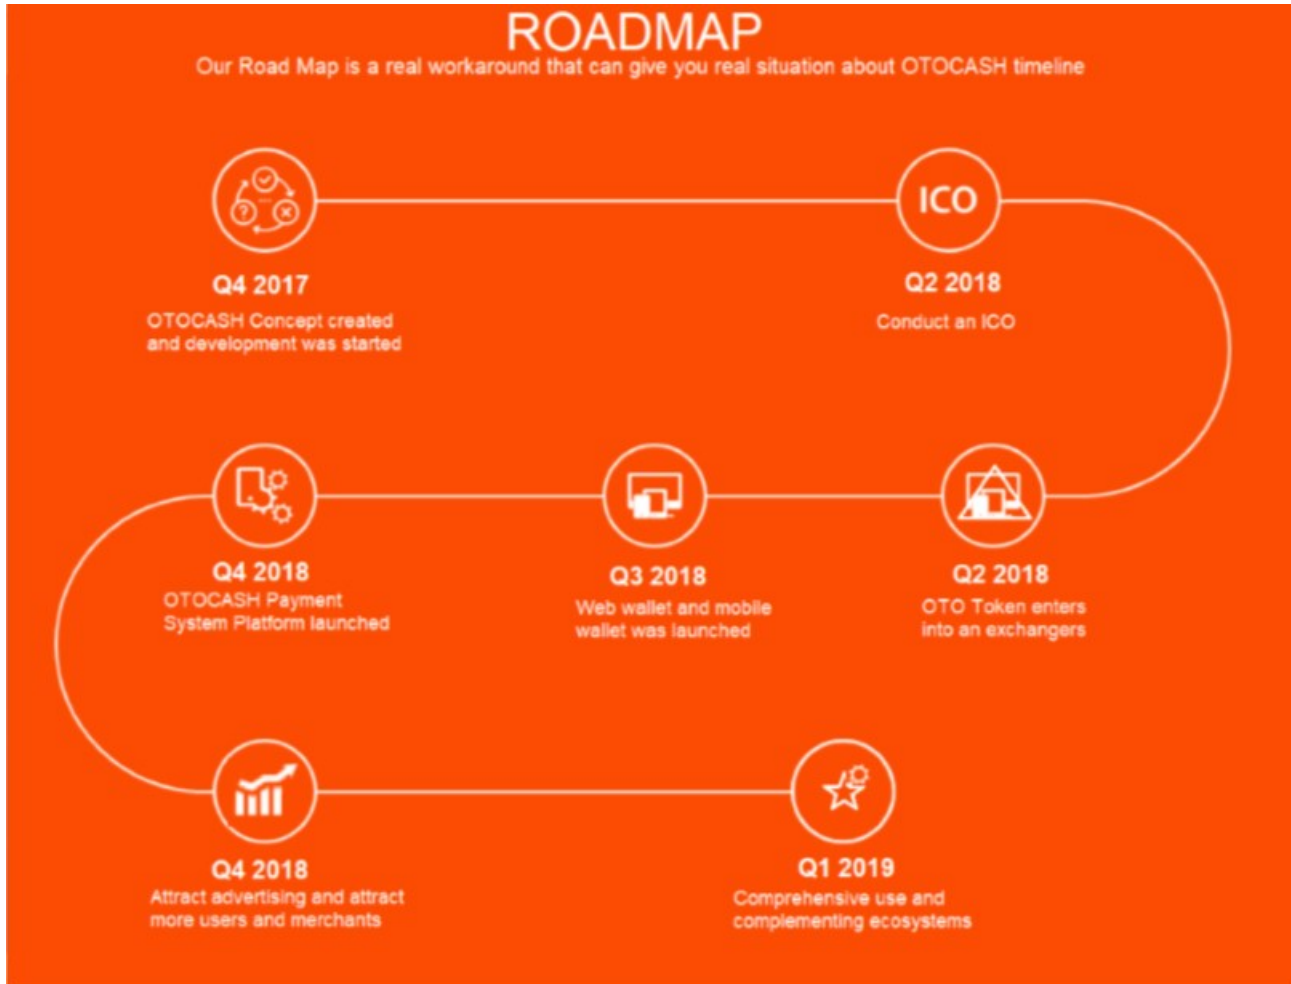 ROADMAP
Our Road Map is a real workaround that can give you real situation about OTOCASH timeline
?
ICO
Q4 2017
OTOCASH Concept created
and development was started
Q2 2018
Conduct an ICO
Q2 2018
OTO Token enters
into an exchangers
Q3 2018
Web wallet and mobile
wallet was launched
Q4 2018
OTOCASH Payment
System Platform launched
Q4 2018
Attract advertising and attract
more users and merchants
Q1 2019
Comprehensive use and
complementing ecosystems